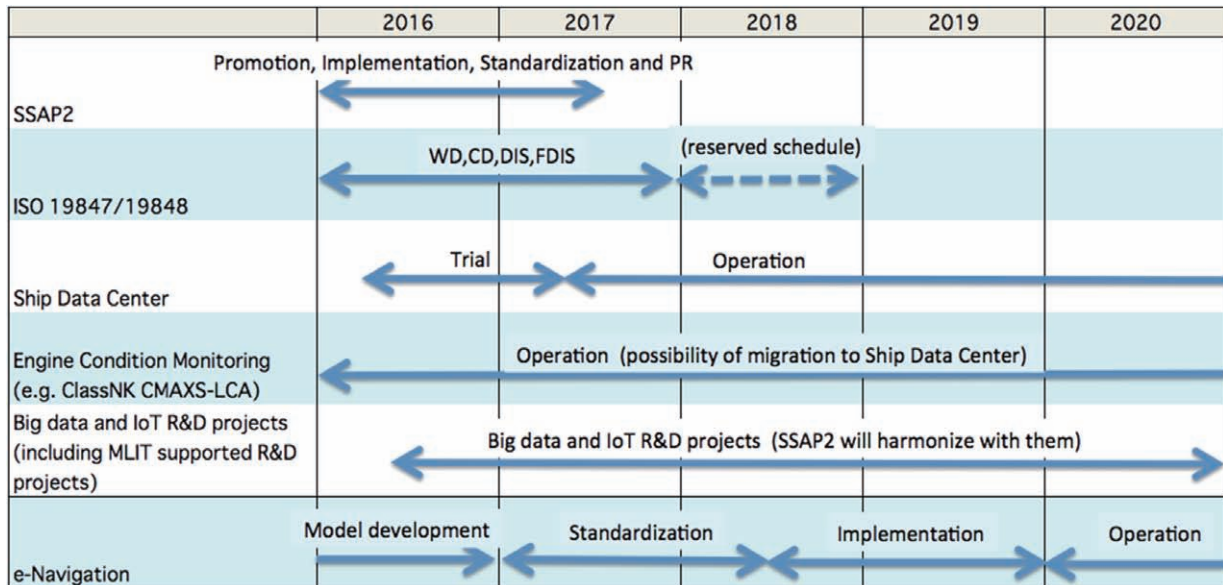 2016 2017 2018 2019 2020
Promotion, Implementation, Standardization and PR
SSAP2
WD,CD,DIS,FDIS (reserved schedule)
ISO 19847/19848
Trial Operation
Ship Data Center
Operation (possibility of migration to Ship Data Center)
Engine Condition Monitoring
(e.g. ClassNK CMAXS-LCA)
Big data and IoT R&D projects
(including MLIT supported R&D
projects)
Big data and IoT R&D projects (SSAP2 will harmonize with them)
Model development Standardization Implementation Operation
e-Navigation